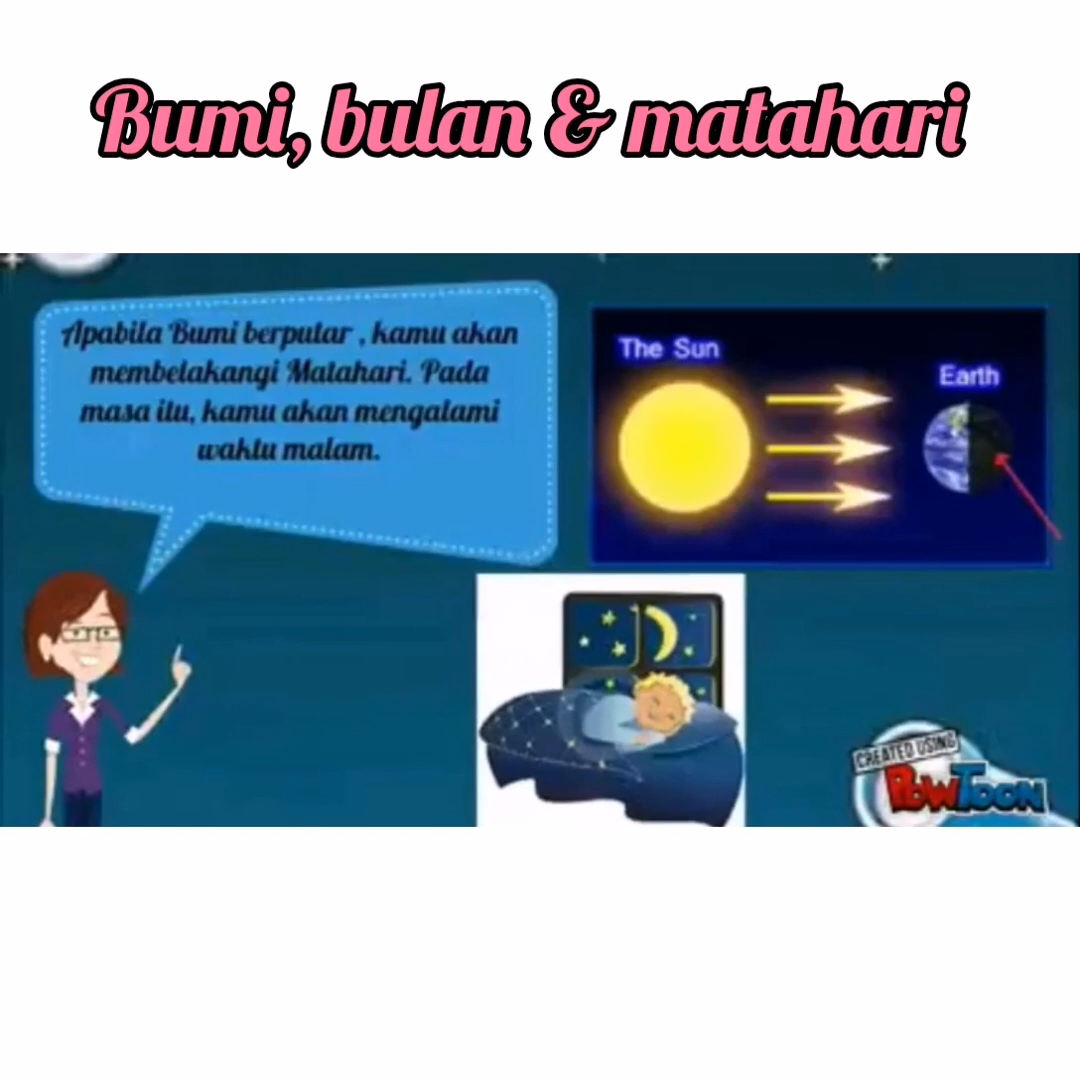 Bumi, bulan & matahari
Apabila Bumi berputar , kamu akan
membelakangi Matahari. Pada
masa itu, kamu akan mengalami
waktu malam.
The Sun
Earth
CREATED USING
POWTOON